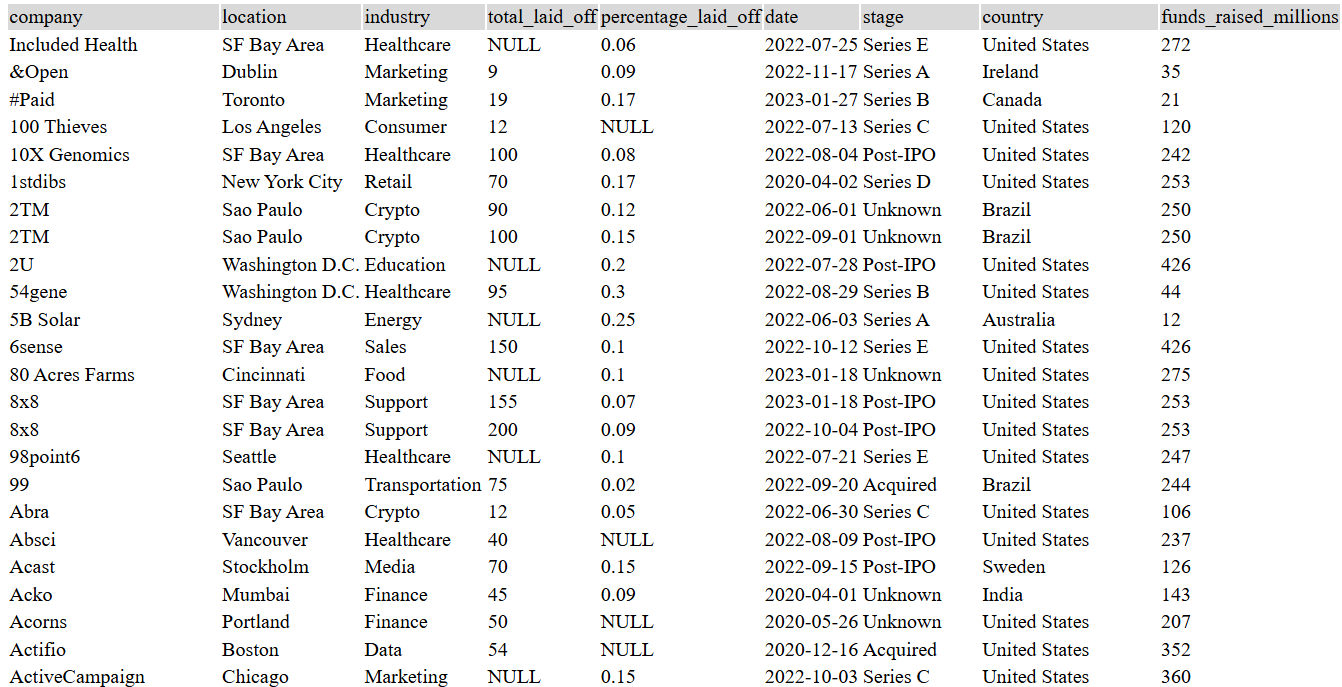 company location industry total_laid_off percentage_laid_off date stage country funds_raised_millions
Included Health SF Bay Area Healthcare NULL 0.06 2022-07-25 Series E United States 272
&Open Dublin Marketing 9 0.09 2022-11-17 Series A Ireland 35
#Paid Toronto Marketing 19 0.17 2023-01-27 Series B Canada 21
100 Thieves Los Angeles Consumer 12 NULL 2022-07-13 Series C United States 120
10X Genomics SF Bay Area Healthcare 100 0.08 2022-08-04 Post-IPO United States 242
1stdibs New York City Retail 70 0.17 2020-04-02 Series D United States 253
2TM Sao Paulo Crypto 90 0.12 2022-06-01 Unknown Brazil 250
2TM Sao Paulo Crypto 100 0.15 2022-09-01 Unknown Brazil 250
2U Washington D.C. Education NULL 0.2 2022-07-28 Post-IPO United States 426
54gene Washington D.C. Healthcare 95 0.3 2022-08-29 Series B United States 44
5B Solar Sydney Energy NULL 0.25 2022-06-03 Series A Australia 12
6sense SF Bay Area Sales 150 0.1 2022-10-12 Series E United States 426
80 Acres Farms Cincinnati Food NULL 0.1 2023-01-18 Unknown United States 275
8x8 SF Bay Area Support 155 0.07 2023-01-18 Post-IPO United States 253
8x8 SF Bay Area Support 200 0.09 2022-10-04 Post-IPO United States 253
98point6 Seattle Healthcare NULL 0.1 2022-07-21 Series E United States 247
99 Sao Paulo Transportation 75 0.02 2022-09-20 Acquired Brazil 244
Abra SF Bay Area Crypto 12 0.05 2022-06-30 Series C United States 106
Absci Vancouver Healthcare 40 NULL 2022-08-09 Post-IPO United States 237
Acast Stockholm Media 70 0.15 2022-09-15 Post-IPO Sweden 126
Acko Mumbai Finance 45 0.09 2020-04-01 Unknown India 143
Acorns Portland Finance 50 NULL 2020-05-26 Unknown United States 207
Actifio Boston Data 54 NULL 2020-12-16 Acquired United States 352
ActiveCampaign Chicago Marketing NULL 0.15 2022-10-03 Series C United States 360